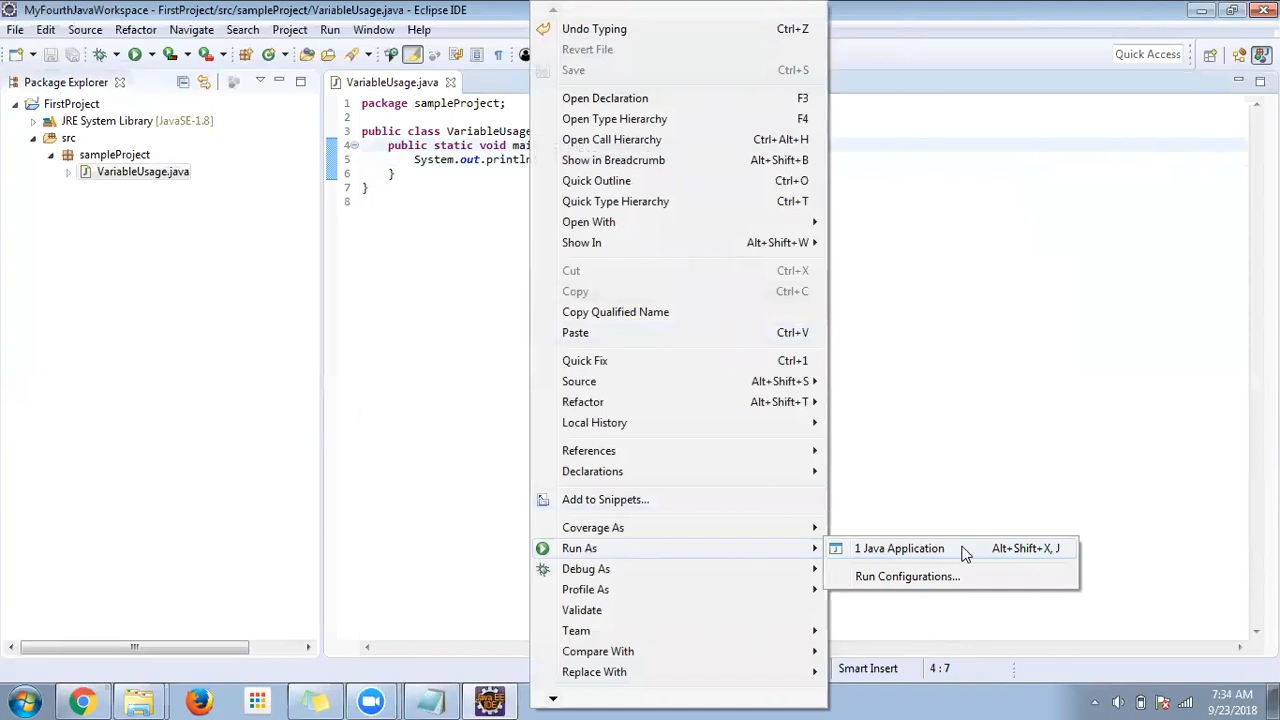 MyFourthJavaWorkspace - FirstProject/src/sampleProject/VariableUsage.java - Eclipse IDE
File Edit Source Refactor Navigate Search Project Run Window Help
Quick Access
Package Explorer
FirstProject
JRE System Library [JavaSE-1.8]
src
sampleProject
VariableUsage.java
VariableUsage.java
1 package sampleProject;
2
3 public class VariableUsage
4 public static void mai
5 System.out.println
6 }
7 }
8
Undo Typing Ctrl+Z
Revert File
Save Ctrl+S
Open Declaration F3
Open Type Hierarchy F4
Open Call Hierarchy Ctrl+Alt+H
Show in Breadcrumb Alt+Shift+B
Quick Outline Ctrl+O
Quick Type Hierarchy Ctrl+T
Open With
Show In Alt+Shift+W
Cut Ctrl+X
Copy Ctrl+C
Copy Qualified Name
Paste Ctrl+V
Quick Fix Ctrl+1
Source Alt+Shift+S
Refactor Alt+Shift+T
Local History
References
Declarations
Add to Snippets...
Coverage As
Run As
Debug As
Profile As
Validate
Team
Compare With
Replace With
1 Java Application Alt+Shift+X, J
Run Configurations...
Smart Insert 4 : 7
Java EE
IDE
7:34 AM
9/23/2018